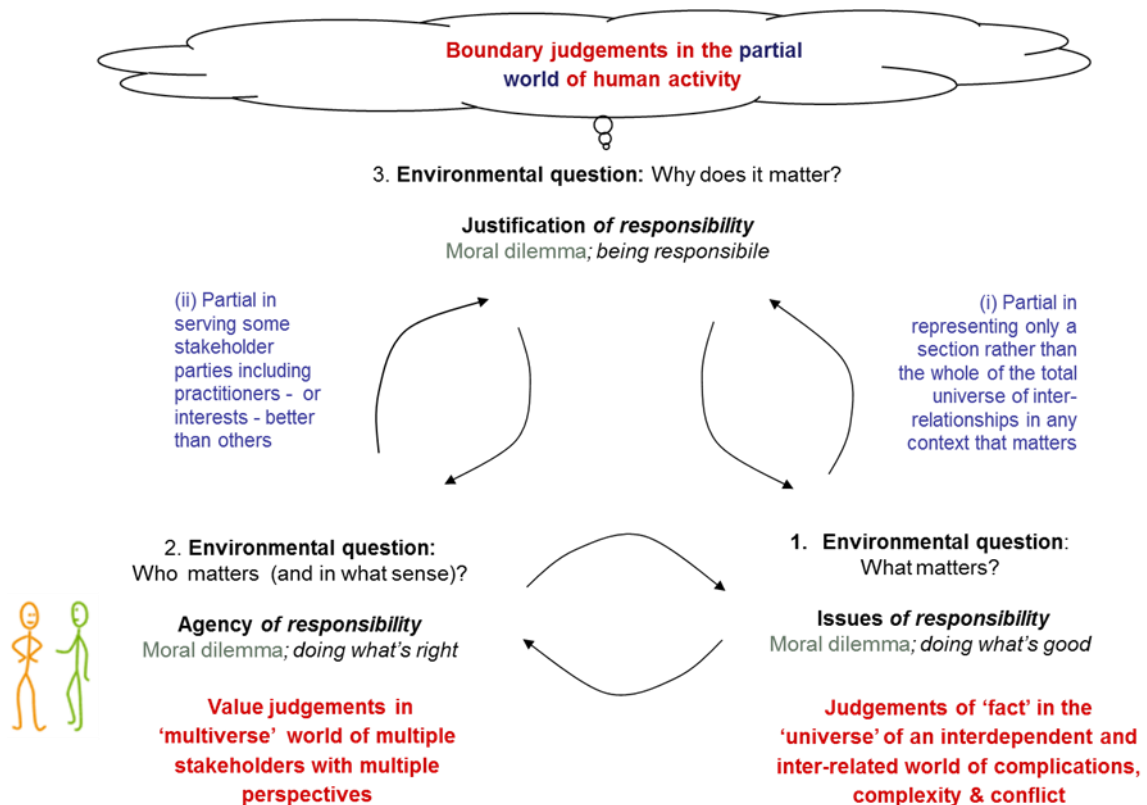 Boundary judgements in the partial
world of human activity
3. Environmental question: Why does it matter?
Justification of responsibility
Moral dilemma; being responsibile
(ii) Partial in
serving some
stakeholder
parties including
practitioners - or
interests - better
than others
(i) Partial in
representing only a
section rather than
the whole of the total
universe of inter-
relationships in any
context that matters
2. Environmental question:
Who matters (and in what sense)?
Agency of responsibility
Moral dilemma; doing what's right
Value judgements in
‘multiverse’ world of multiple
stakeholders with multiple
perspectives
1. Environmental question:
What matters?
Issues of responsibility
Moral dilemma; doing what's good
Judgements of ‘fact’ in the
‘universe’ of an interdependent and
inter-related world of complications,
complexity & conflict